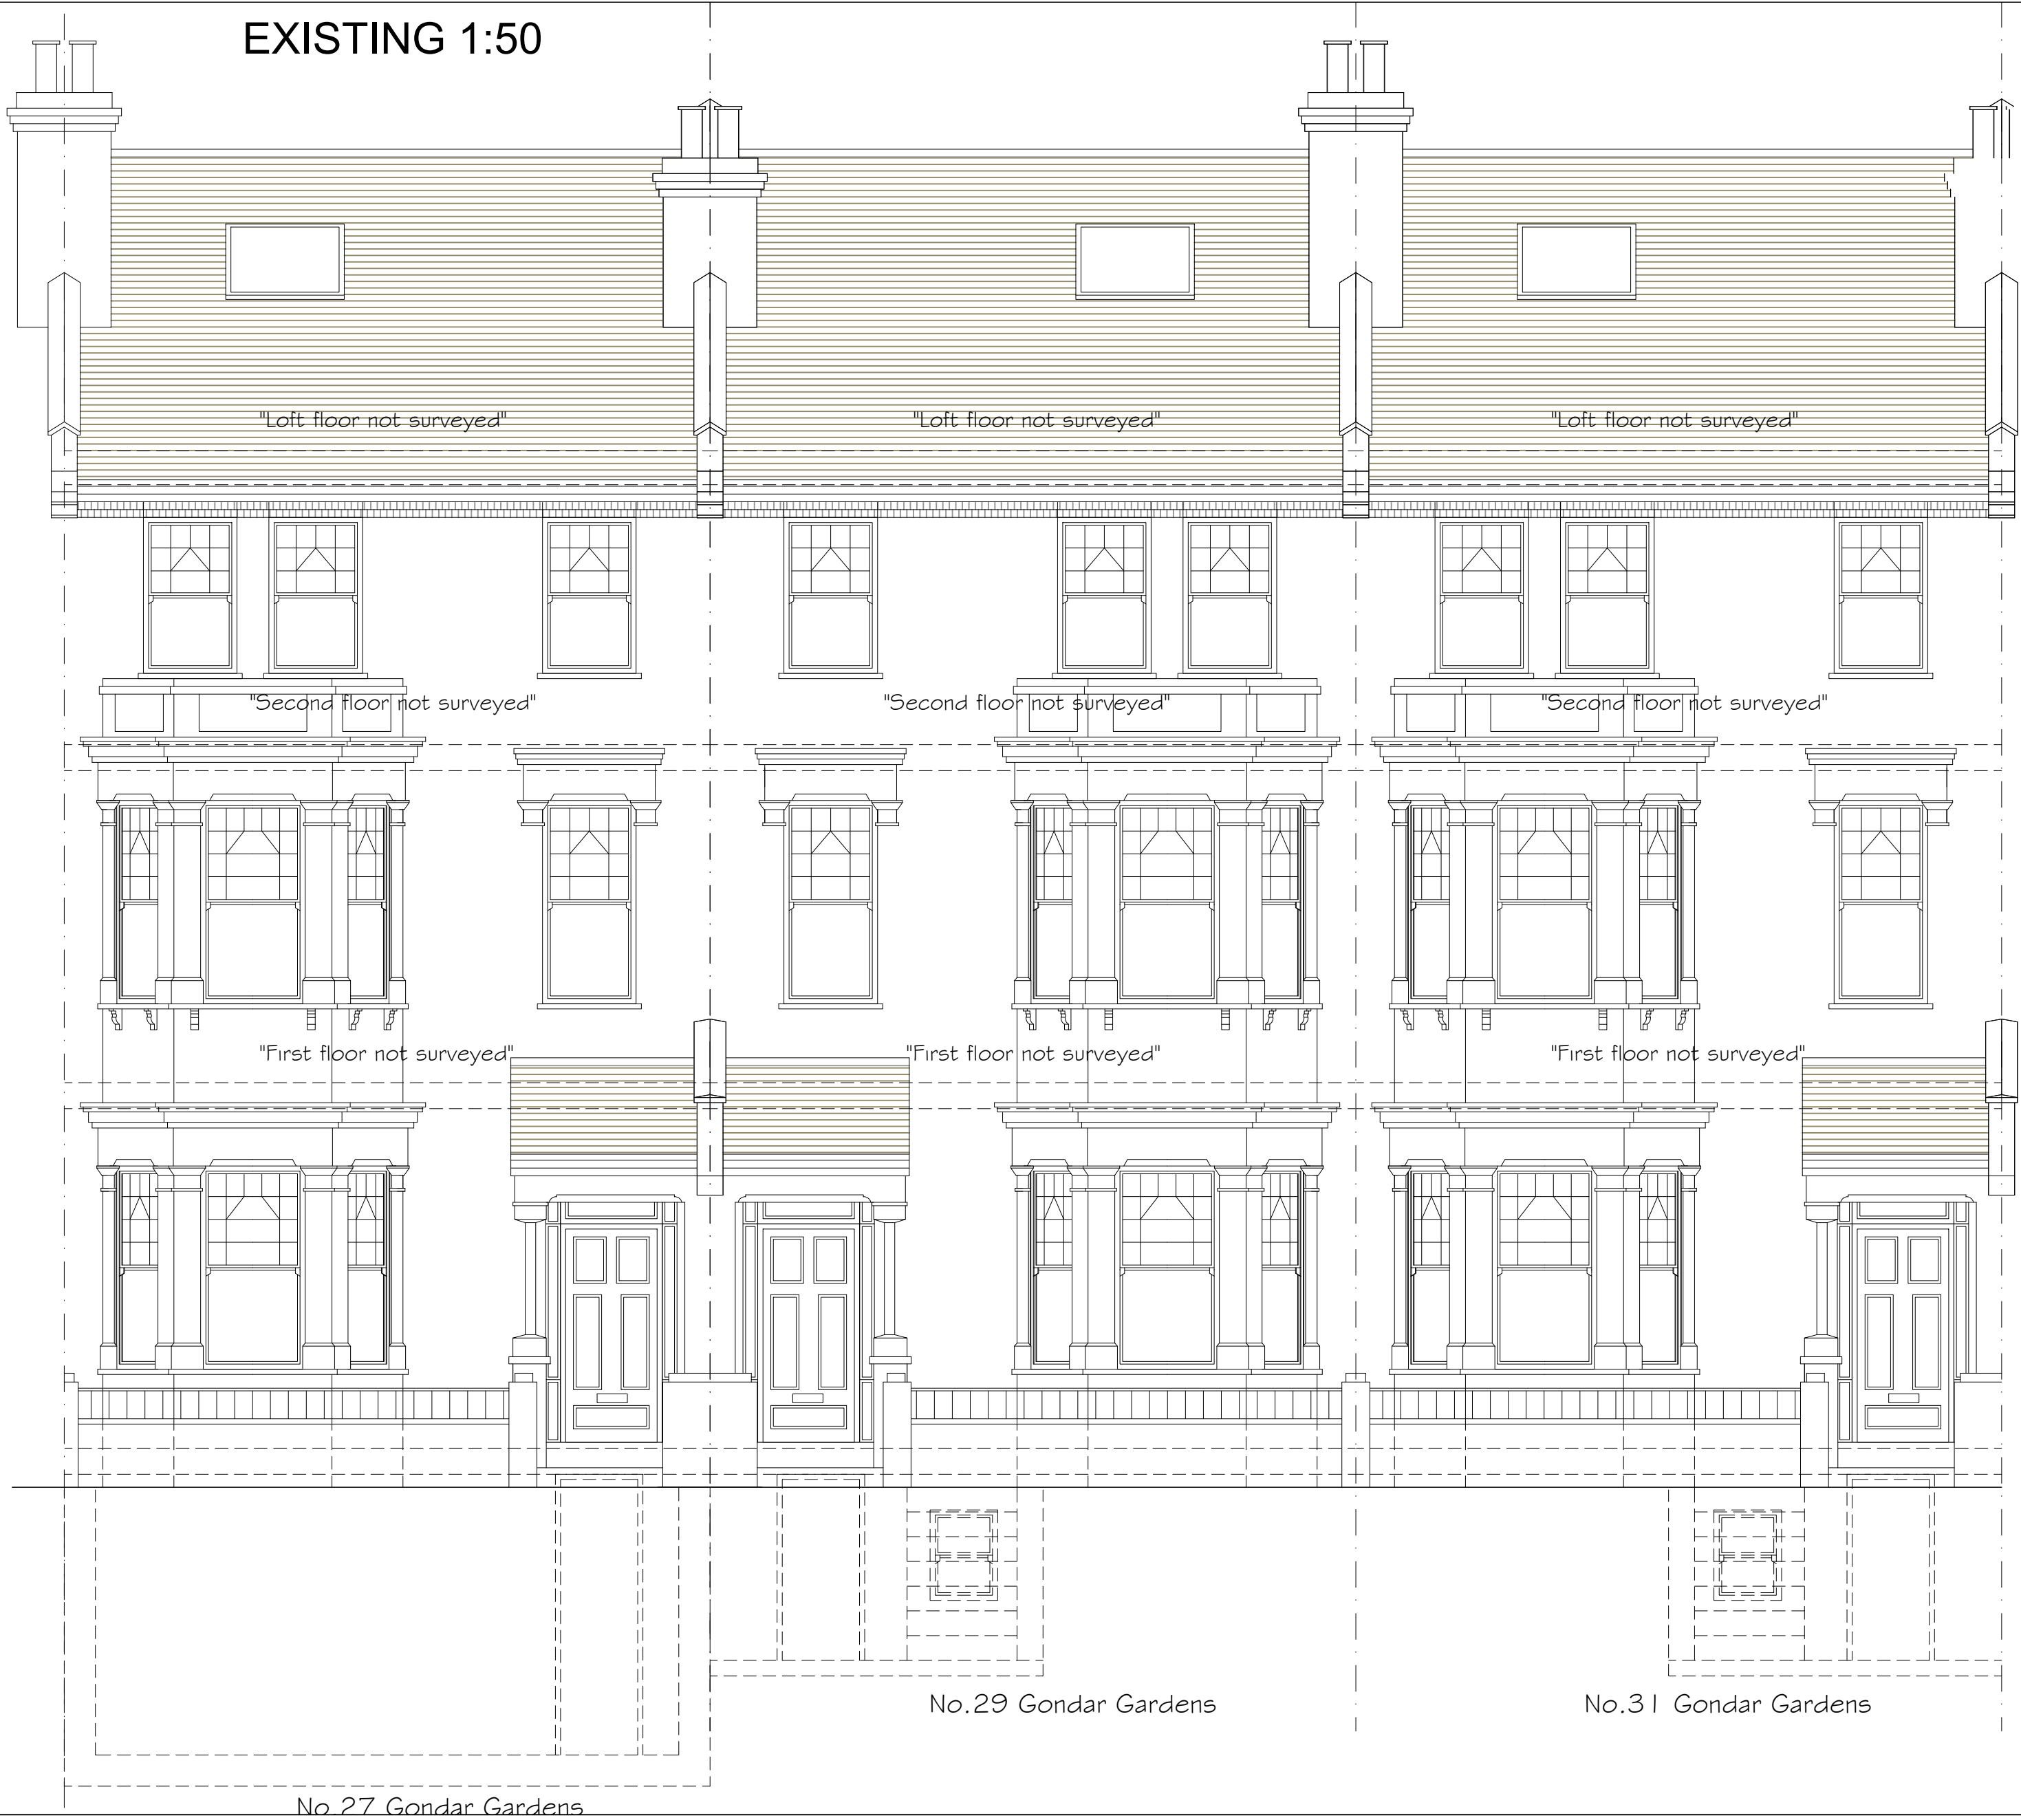 EXISTING 1:50
"Loft floor not surveyed"
"Loft floor not surveyed"
"Loft floor not surveyed"
"Second floor not surveyed"
"Second floor not surveyed"
"Second floor not surveyed"
"First floor not surveyed"
"First floor not surveyed"
"First floor not surveyed"
No.29 Gondar Gardens
No.31 Gondar Gardens
No.27 Gondar Gardens